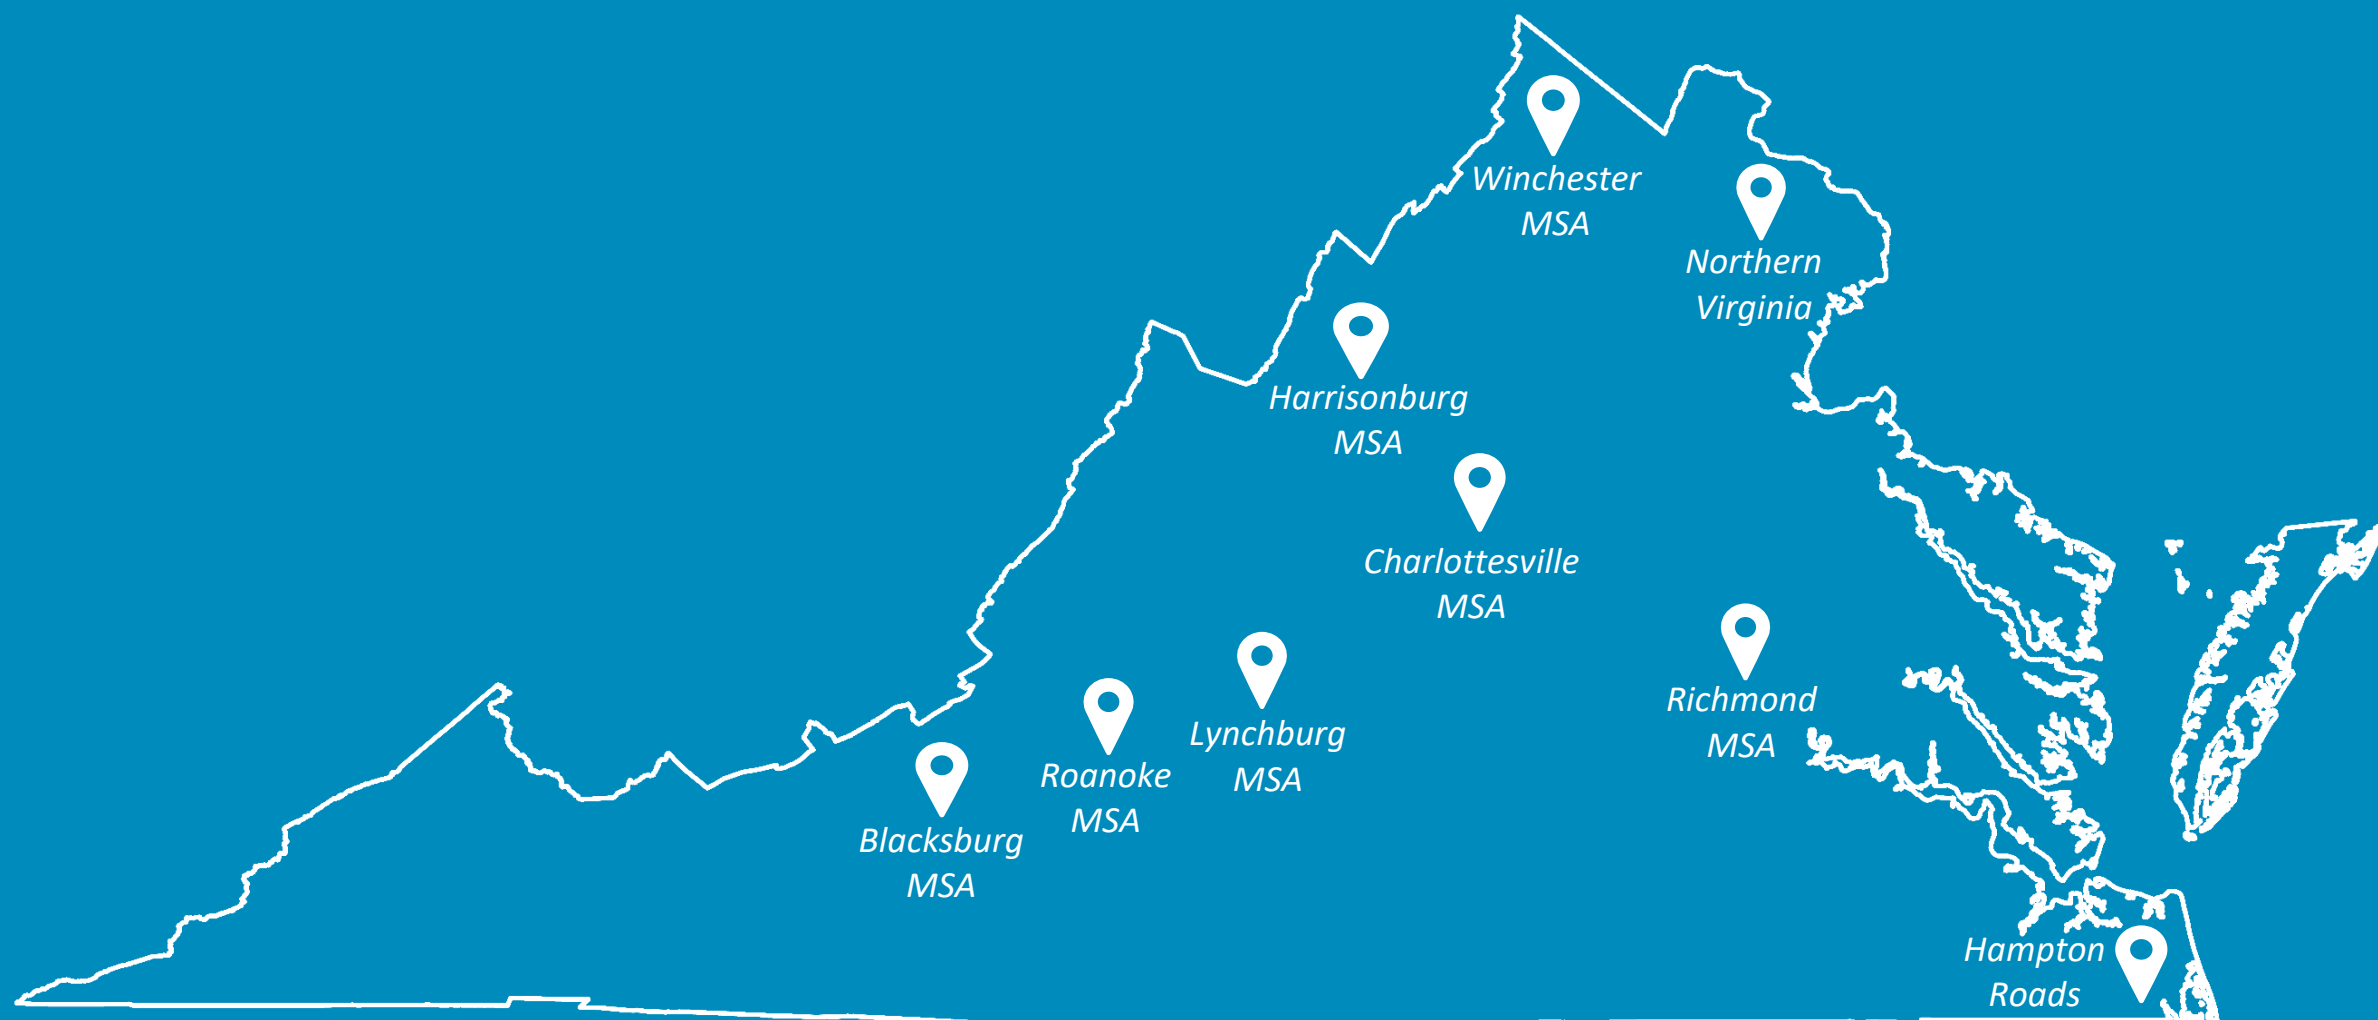 Winchester
MSA
Northern
Virginia
Harrisonburg
MSA
Charlottesville
MSA
Richmond
MSA
Lynchburg
MSA
Roanoke
MSA
Blacksburg
MSA
Hampton
Roads